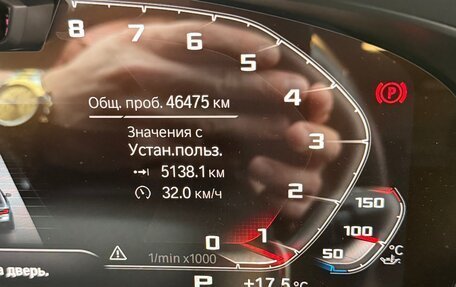 8 7 6 5 4 3 2 1 0
Общ. проб. 46475 км
P
Значения с
Устан.польз.
5138.1 км
32.0 км/ч
150
100
50
°C
1/min x1000
дверь.
P
+17.5 °C